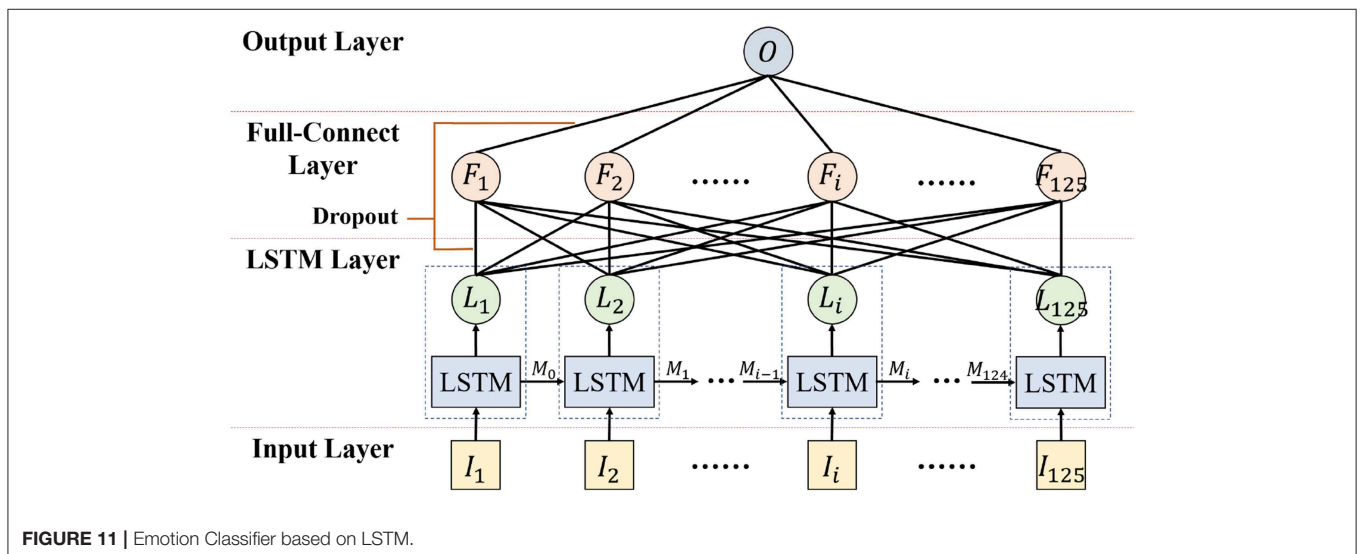 Output Layer
O
Full-Connect
Layer
F₁ F₂ ...... Fᵢ ...... F₁₂₅
Dropout
LSTM Layer
L₁ L₂ Lᵢ L₁₂₅
LSTM M₀ LSTM M₁ ... Mᵢ₋₁ LSTM Mᵢ ... M₁₂₄ LSTM
Input Layer
I₁ I₂ ...... Iᵢ ...... I₁₂₅
FIGURE 11 | Emotion Classifier based on LSTM.